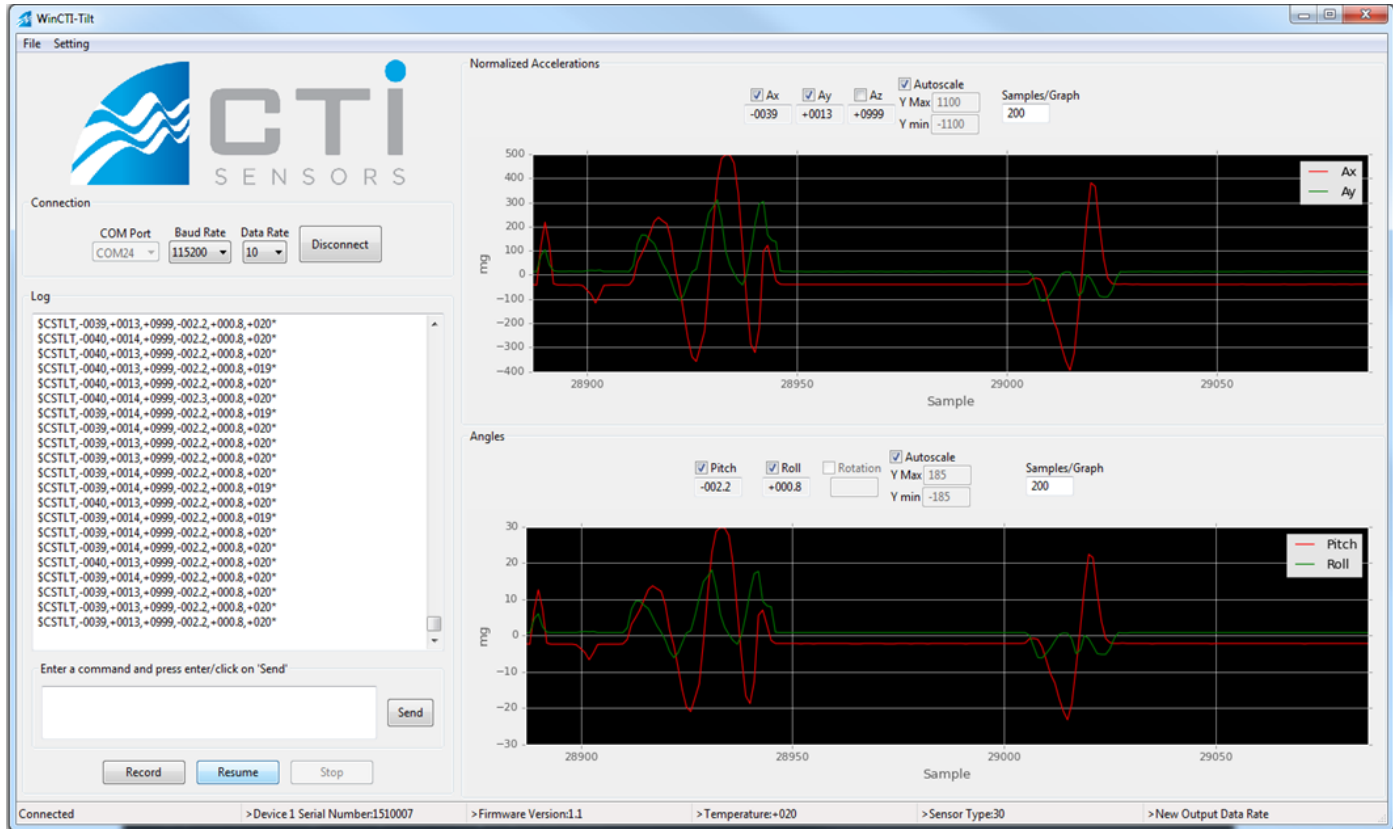 WinCTI-Tilt
File Setting
CTi
SENSORS
Connection
COM Port Baud Rate Data Rate
COM24 115200 10 Disconnect
Log
$CSTLT,-0039,+0013,+0999,-002.2,+000.8,+020*
$CSTLT,-0040,+0014,+0999,-002.2,+000.8,+020*
$CSTLT,-0040,+0013,+0999,-002.2,+000.8,+020*
$CSTLT,-0040,+0013,+0999,-002.2,+000.8,+019*
$CSTLT,-0040,+0013,+0999,-002.2,+000.8,+020*
$CSTLT,-0040,+0014,+0999,-002.3,+000.8,+020*
$CSTLT,-0039,+0014,+0999,-002.2,+000.8,+019*
$CSTLT,-0039,+0014,+0999,-002.2,+000.8,+020*
$CSTLT,-0039,+0013,+0999,-002.2,+000.8,+020*
$CSTLT,-0039,+0013,+0999,-002.2,+000.8,+020*
$CSTLT,-0039,+0014,+0999,-002.2,+000.8,+020*
$CSTLT,-0039,+0014,+0999,-002.2,+000.8,+019*
$CSTLT,-0040,+0013,+0999,-002.2,+000.8,+020*
$CSTLT,-0039,+0014,+0999,-002.2,+000.8,+019*
$CSTLT,-0039,+0014,+0999,-002.2,+000.8,+020*
$CSTLT,-0039,+0014,+0999,-002.2,+000.8,+020*
$CSTLT,-0040,+0013,+0999,-002.2,+000.8,+020*
$CSTLT,-0039,+0014,+0999,-002.2,+000.8,+020*
$CSTLT,-0039,+0013,+0999,-002.2,+000.8,+020*
$CSTLT,-0039,+0013,+0999,-002.2,+000.8,+020*
$CSTLT,-0039,+0013,+0999,-002.2,+000.8,+020*
Enter a command and press enter/click on 'Send'
Send
Record Resume Stop
Normalized Accelerations
Ax Ay Az Autoscale Samples/Graph
-0039 +0013 +0999 Y Max 1100 200
Y min -1100
500
400
300
200
100
0
−100
−200
−300
−400
mg
Ax
Ay
28900 28950 29000 29050
Sample
Angles
Pitch Roll Rotation Autoscale Samples/Graph
-002.2 +000.8 Y Max 185 200
Y min -185
30
20
10
0
−10
−20
−30
mg
Pitch
Roll
28900 28950 29000 29050
Sample
Connected >Device 1 Serial Number:1510007 >Firmware Version:1.1 >Temperature:+020 >Sensor Type:30 >New Output Data Rate